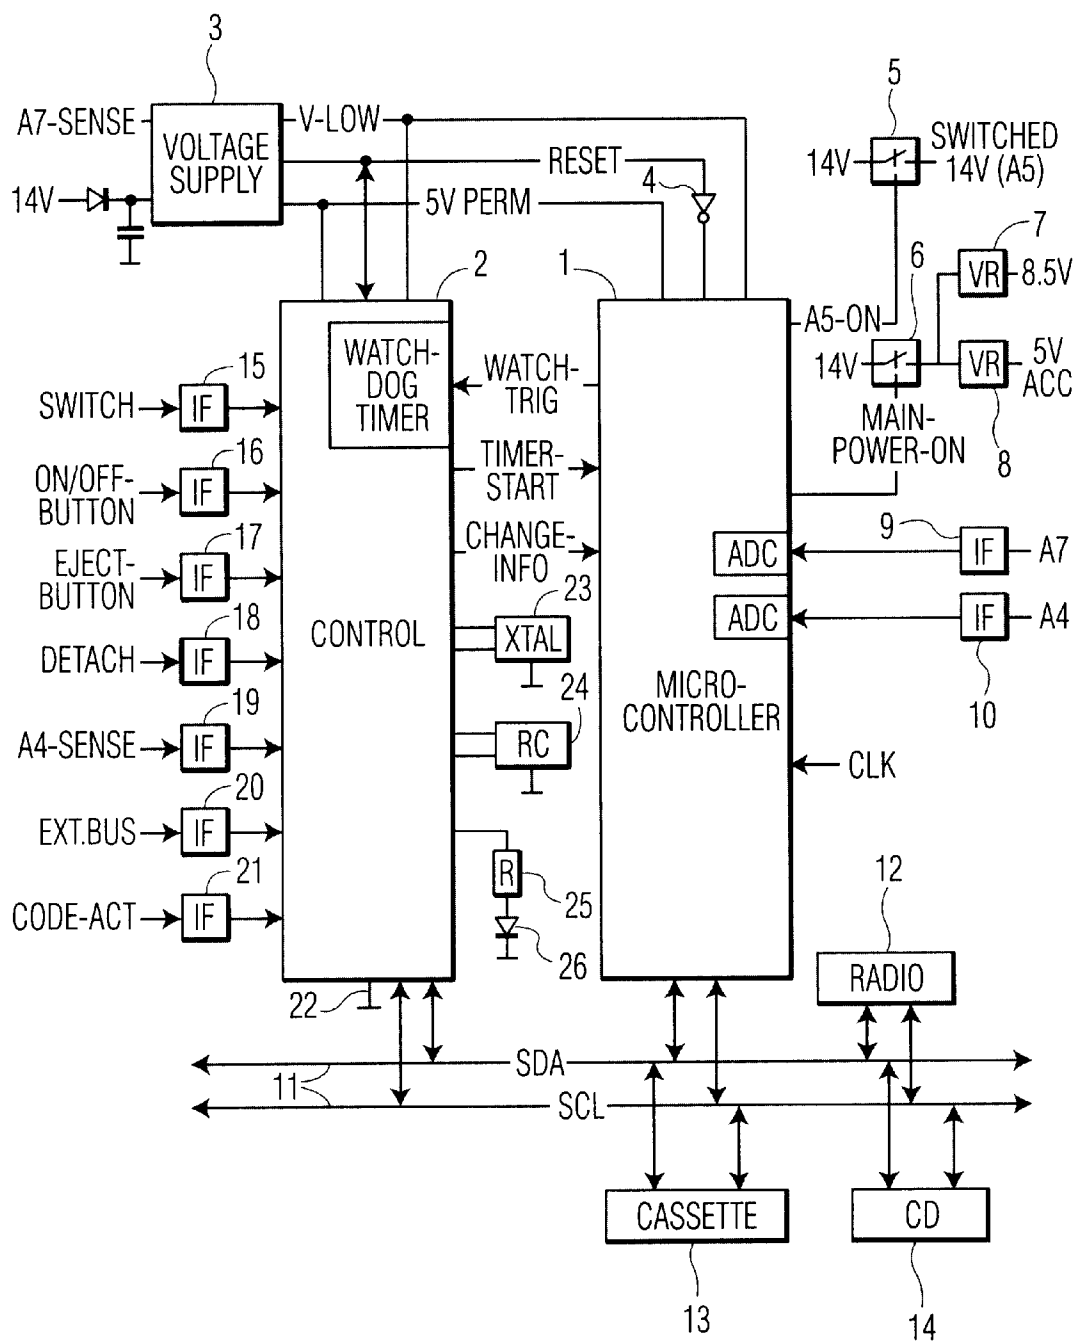 3
A7-SENSE
VOLTAGE
SUPPLY
V-LOW
RESET
5V PERM
14V
4
5
14V
SWITCHED
14V (A5)
2
1
6
7
VR
8.5V
A5-ON
14V
VR
5V
ACC
8
MAIN-
POWER-ON
WATCH-
DOG
TIMER
WATCH-
TRIG
TIMER-
START
CHANGE-
INFO
15
SWITCH
IF
16
ON/OFF-
BUTTON
IF
17
EJECT-
BUTTON
IF
18
DETACH
IF
19
A4-SENSE
IF
20
EXT.BUS
IF
21
CODE-ACT
IF
CONTROL
23
XTAL
24
RC
R
25
26
22
MICRO-
CONTROLLER
ADC
9
IF
A7
ADC
IF
A4
10
CLK
12
RADIO
SDA
11
SCL
CASSETTE
13
CD
14